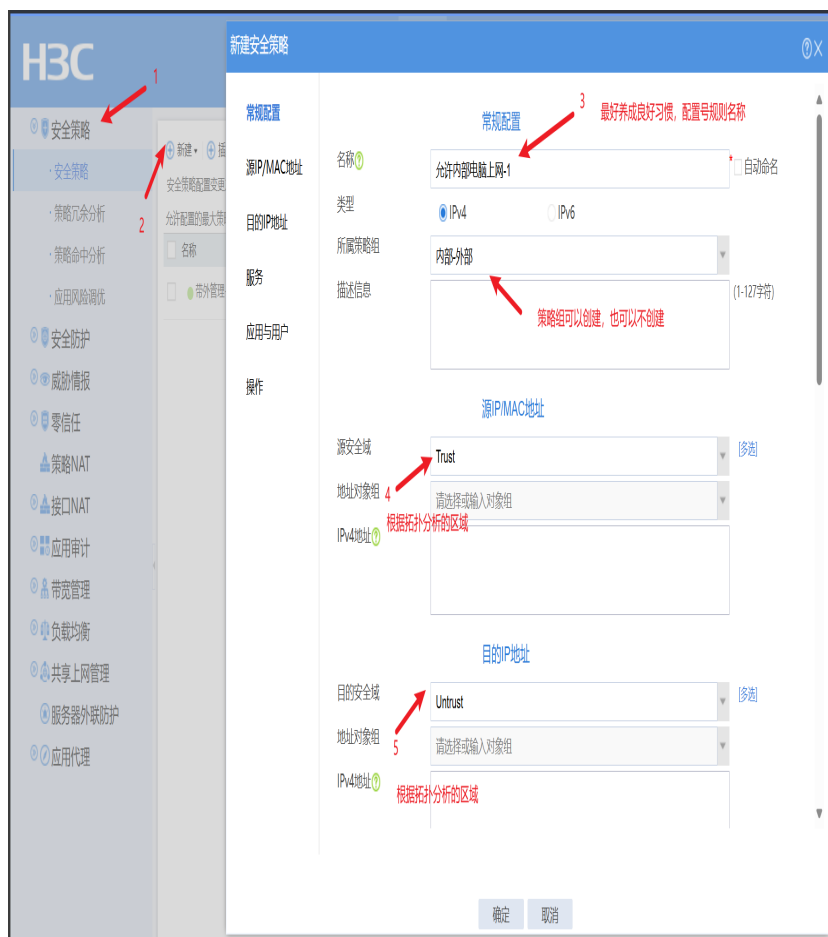 H3C
新建安全策略
1
安全策略
安全策略
策略冗余分析
策略命中分析
应用风险调优
安全防护
威胁情报
零信任
策略NAT
接口NAT
应用审计
带宽管理
负载均衡
共享上网管理
服务器外联防护
应用代理
新建
插
安全策略配置变更
2
允许配置的最大策
名称
带外管理
常规配置
源IP/MAC地址
目的IP地址
服务
应用与用户
操作
常规配置
3
最好养成良好习惯，配置号规则名称
名称
允许内部电脑上网-1
* 自动命名
类型
IPv4 IPv6
所属策略组
内部-外部
描述信息
(1-127字符)
策略组可以创建，也可以不创建
源IP/MAC地址
源安全域
Trust
[多选]
地址对象组
4
请选择或输入对象组
根据拓扑分析的区域
IPv4地址
目的IP地址
目的安全域
Untrust
[多选]
地址对象组
5
请选择或输入对象组
IPv4地址
根据拓扑分析的区域
确定 取消